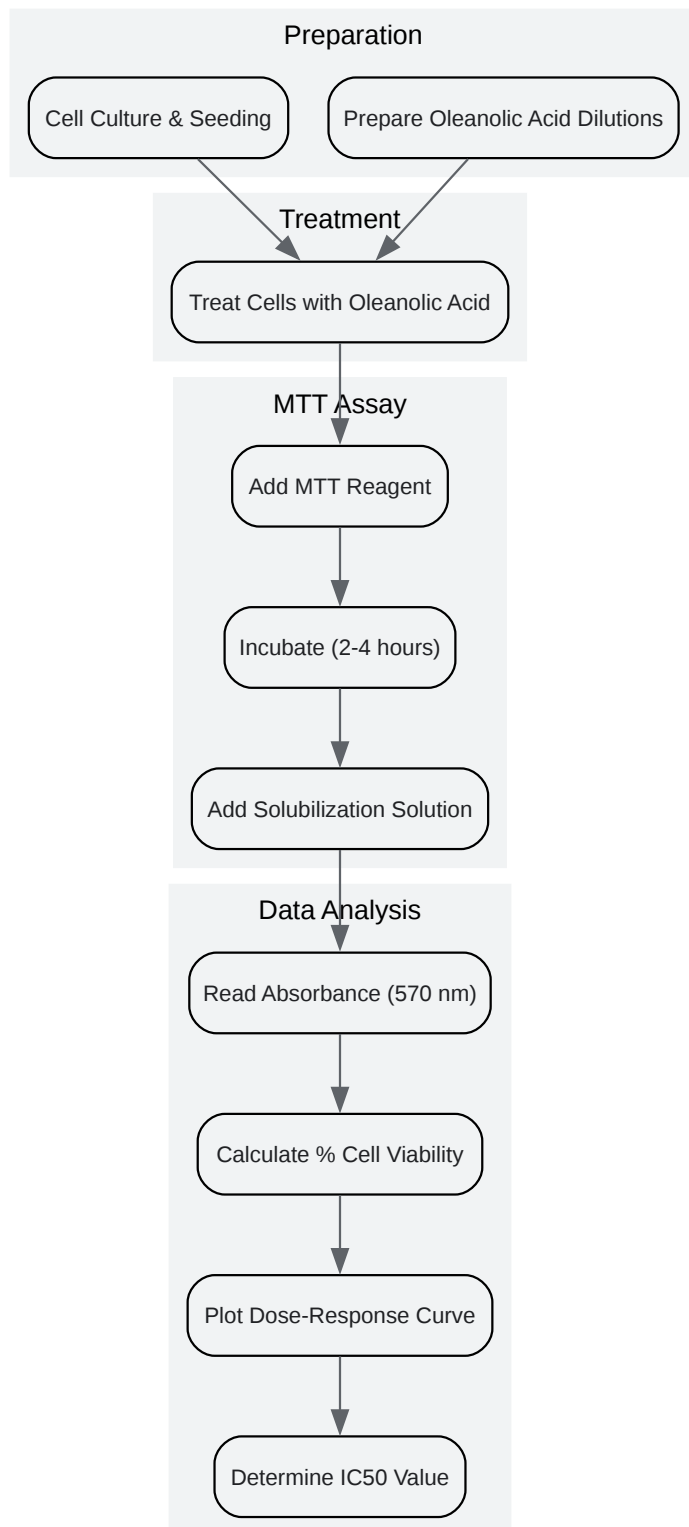 Preparation
Cell Culture & Seeding
Prepare Oleanolic Acid Dilutions
Treatment
Treat Cells with Oleanolic Acid
MTT Assay
Add MTT Reagent
Incubate (2-4 hours)
Add Solubilization Solution
Data Analysis
Read Absorbance (570 nm)
Calculate % Cell Viability
Plot Dose-Response Curve
Determine IC50 Value